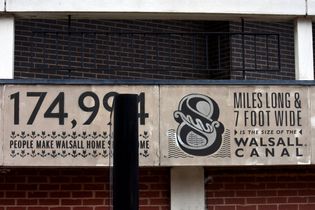 174,994
PEOPLE MAKE WALSALL HOME HOME
8
MILES LONG &
7 FOOT WIDE
IS THE SIZE OF THE
WALSALL
CANAL